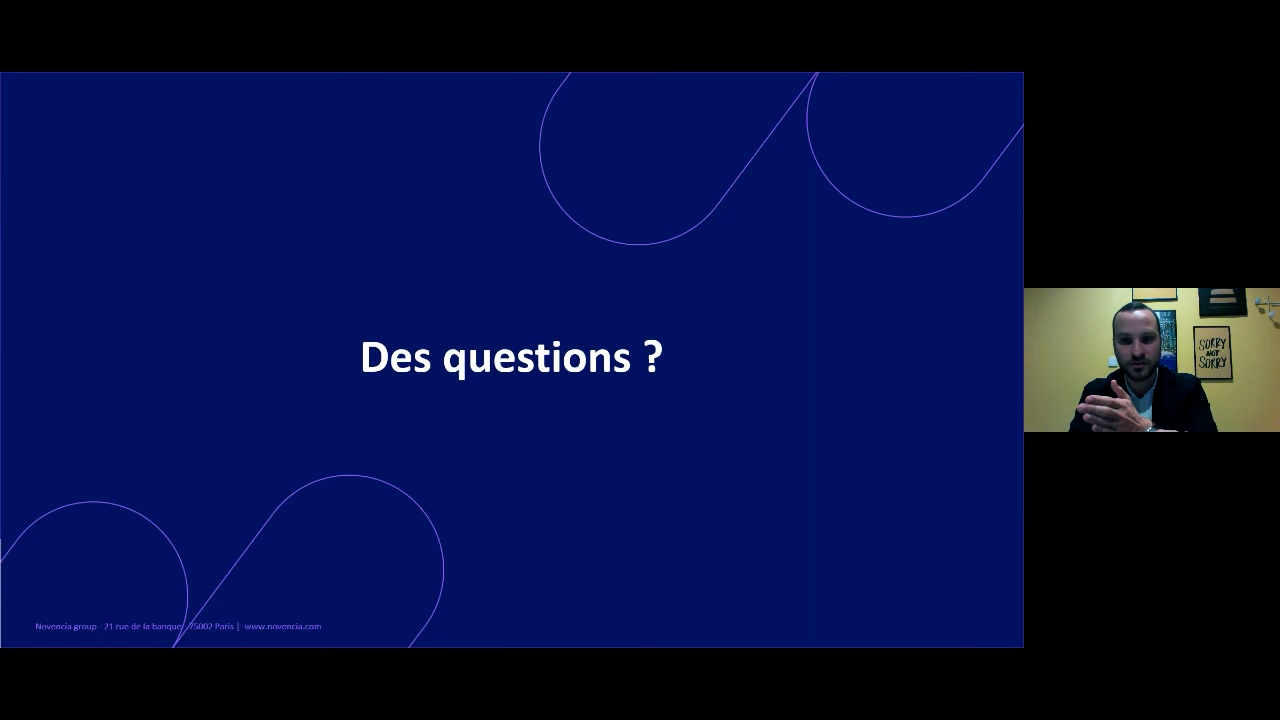 Des questions ?
Novencia group - 21 rue de la banque - 75002 Paris | www.novencia.com
SORRY
NOT
SORRY